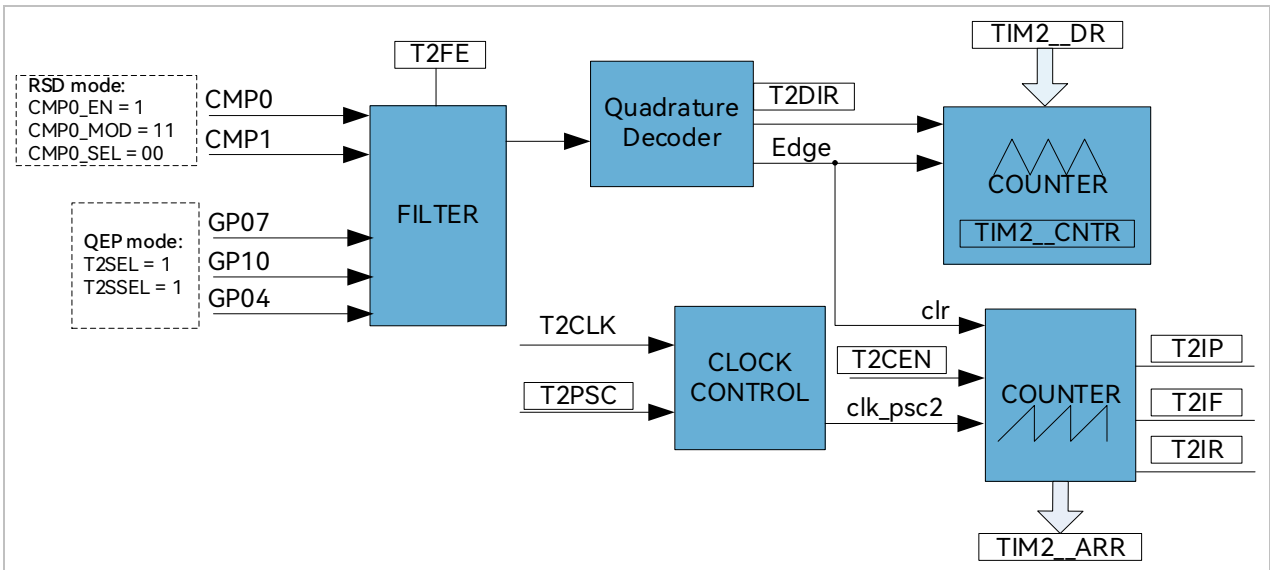 RSD mode:
CMP0_EN = 1
CMP0_MOD = 11
CMP0_SEL = 00
CMP0
CMP1
QEP mode:
T2SEL = 1
T2SSEL = 1
GP07
GP10
GP04
T2FE
FILTER
Quadrature
Decoder
T2DIR
Edge
TIM2__DR
COUNTER
TIM2__CNTR
T2CLK
T2PSC
CLOCK
CONTROL
clr
T2CEN
clk_psc2
COUNTER
T2IP
T2IF
T2IR
TIM2__ARR